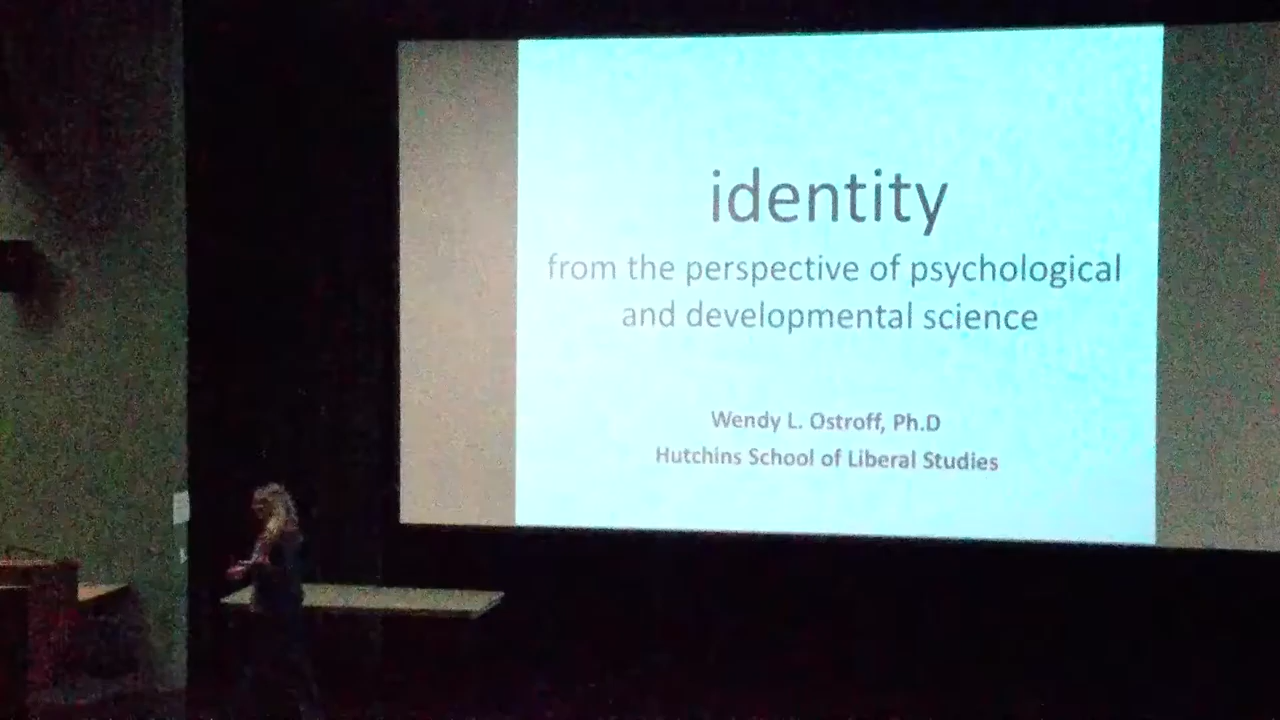 identity
from the perspective of psychological
and developmental science
Wendy L. Ostroff, Ph.D
Hutchins School of Liberal Studies